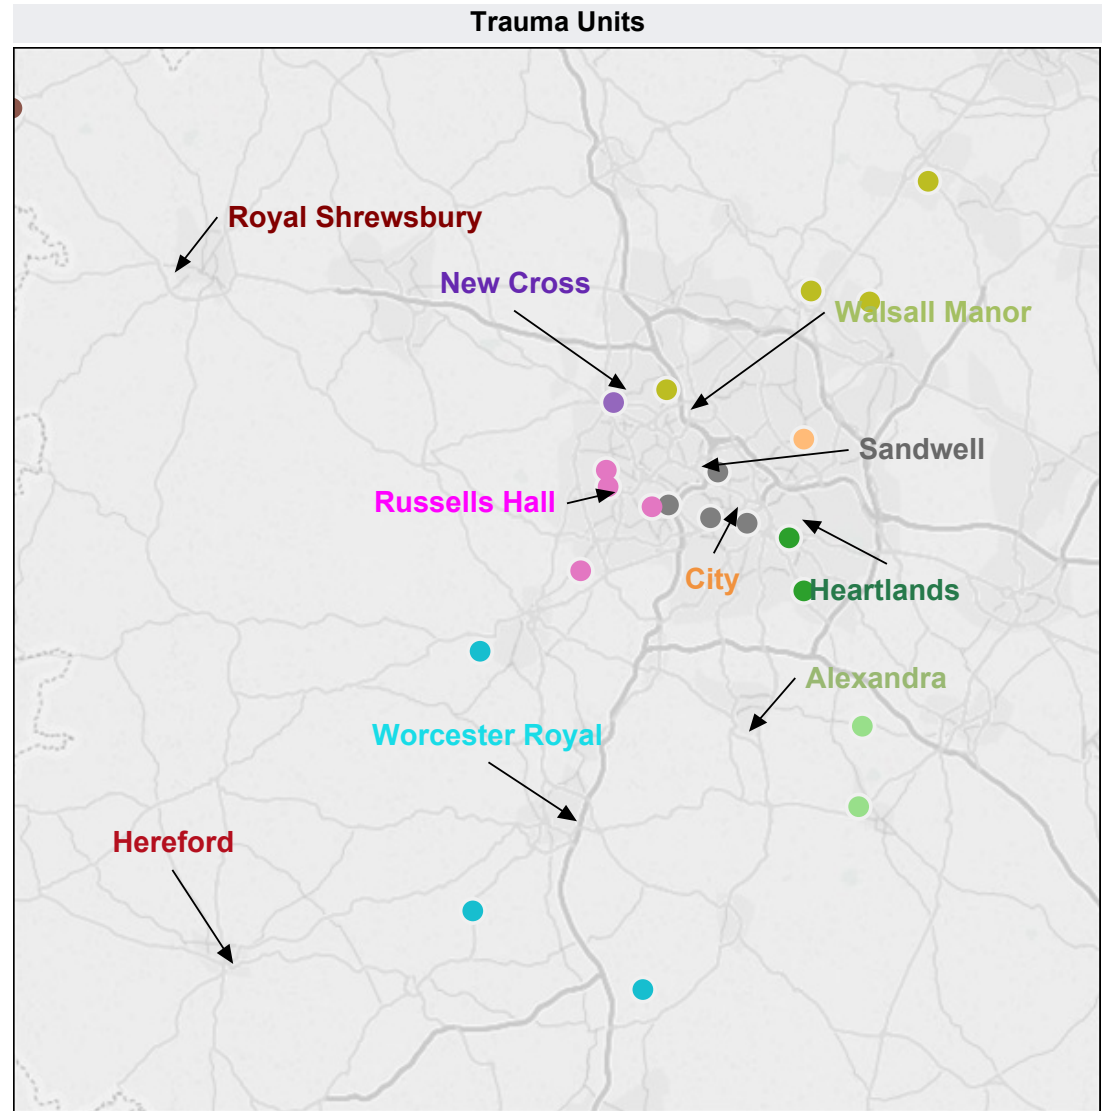 Trauma Units
Royal Shrewsbury
New Cross
Walsall Manor
Sandwell
Russells Hall
City
Heartlands
Alexandra
Worcester Royal
Hereford